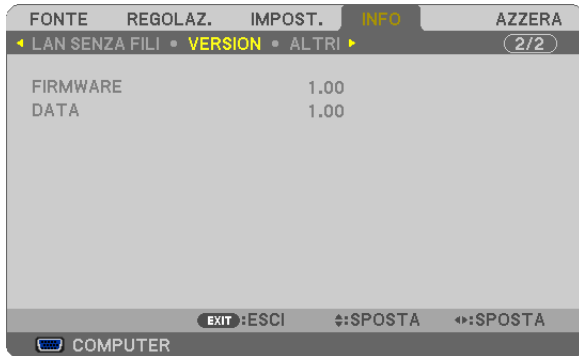 FONTE REGOLAZ. IMPOST. INFO AZZERA
LAN SENZA FILI • VERSION • ALTRI 2/2
FIRMWARE 1.00
DATA 1.00
EXIT :ESCI :SPOSTA :SPOSTA
COMPUTER